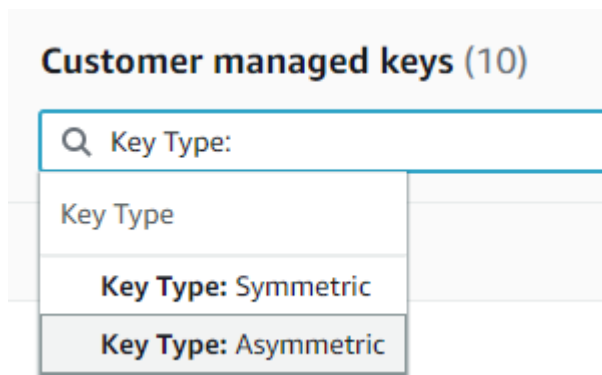 Customer managed keys (10)
Key Type:
Key Type
Key Type: Symmetric
Key Type: Asymmetric